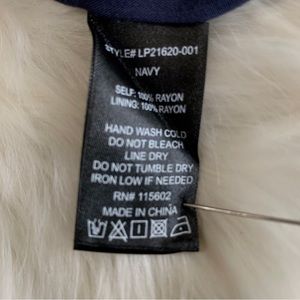 STYLE# LP21620-001
NAVY
SELF: 100% RAYON
LINING: 100% RAYON
HAND WASH COLD
DO NOT BLEACH
LINE DRY
DO NOT TUMBLE DRY
IRON LOW IF NEEDED
RN# 115602
MADE IN CHINA